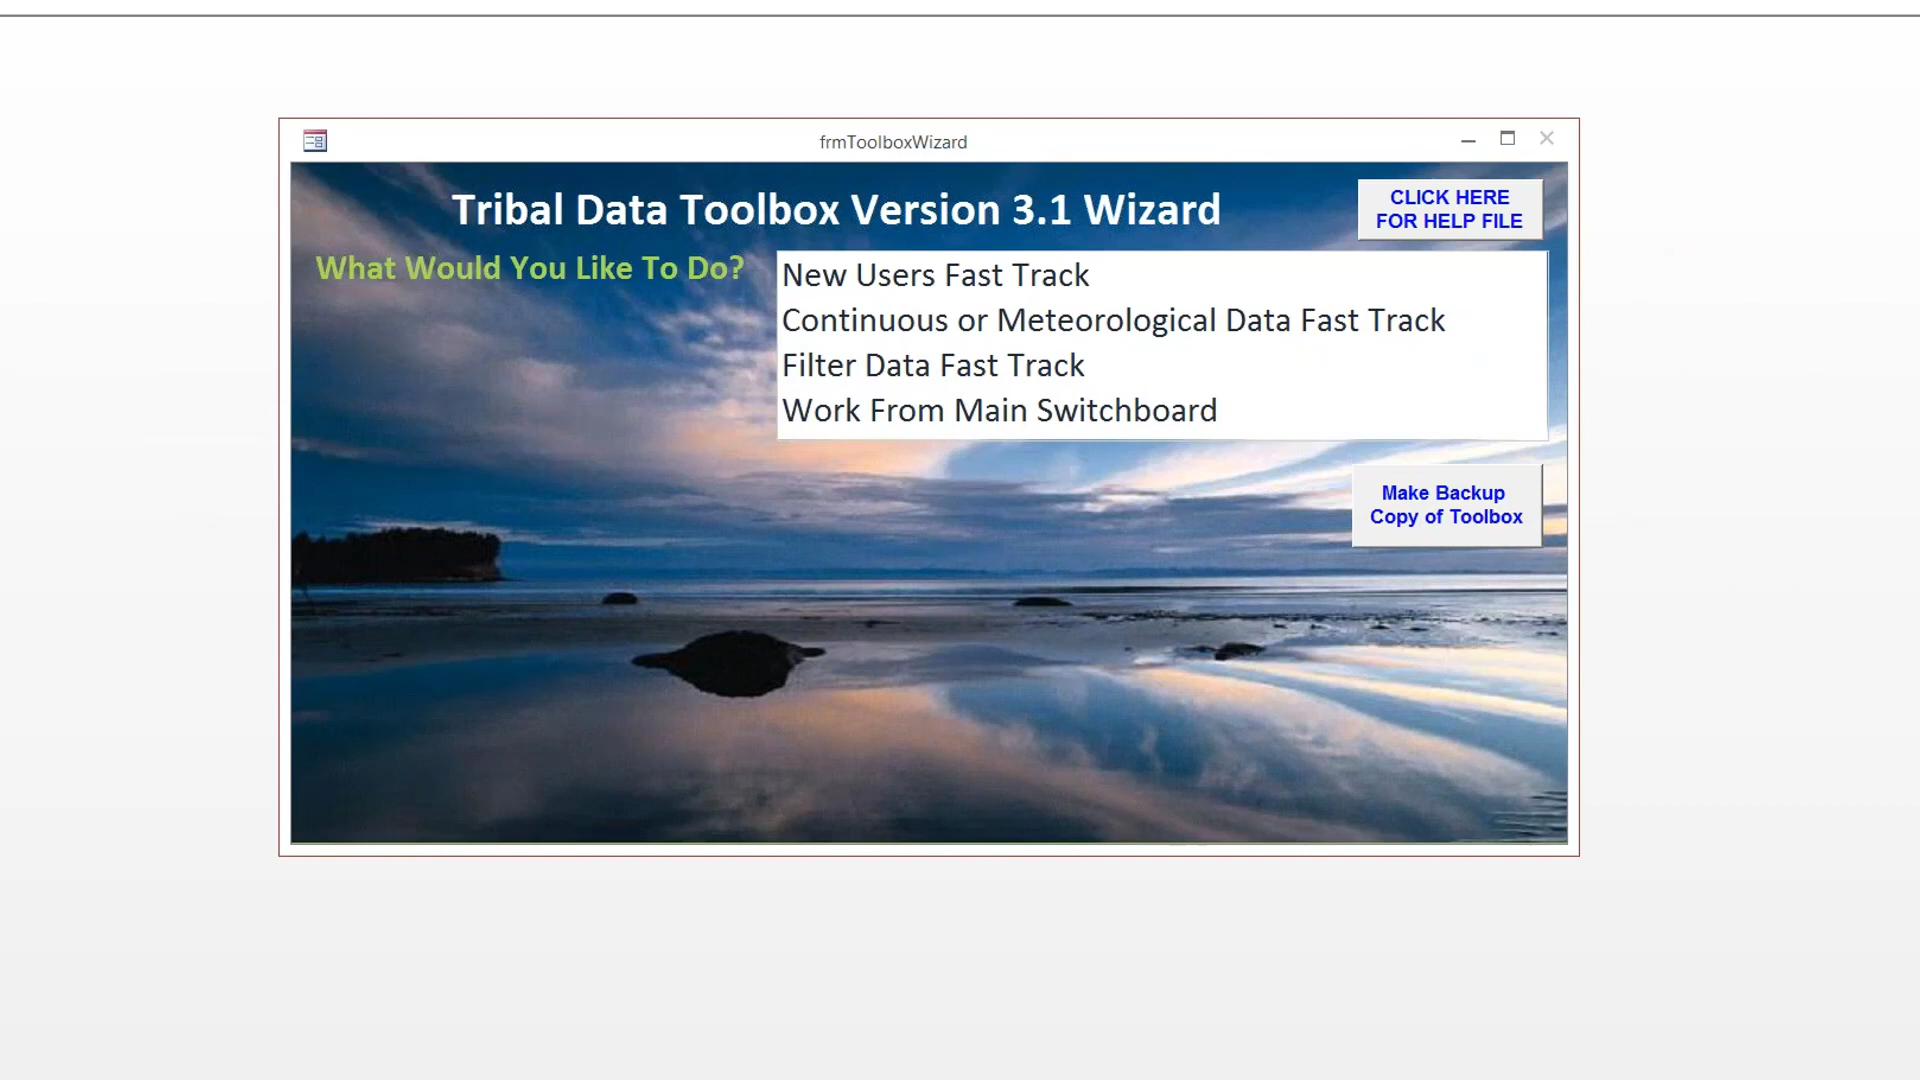 frmToolboxWizard
Tribal Data Toolbox Version 3.1 Wizard
CLICK HERE
FOR HELP FILE
What Would You Like To Do?
New Users Fast Track
Continuous or Meteorological Data Fast Track
Filter Data Fast Track
Work From Main Switchboard
Make Backup
Copy of Toolbox